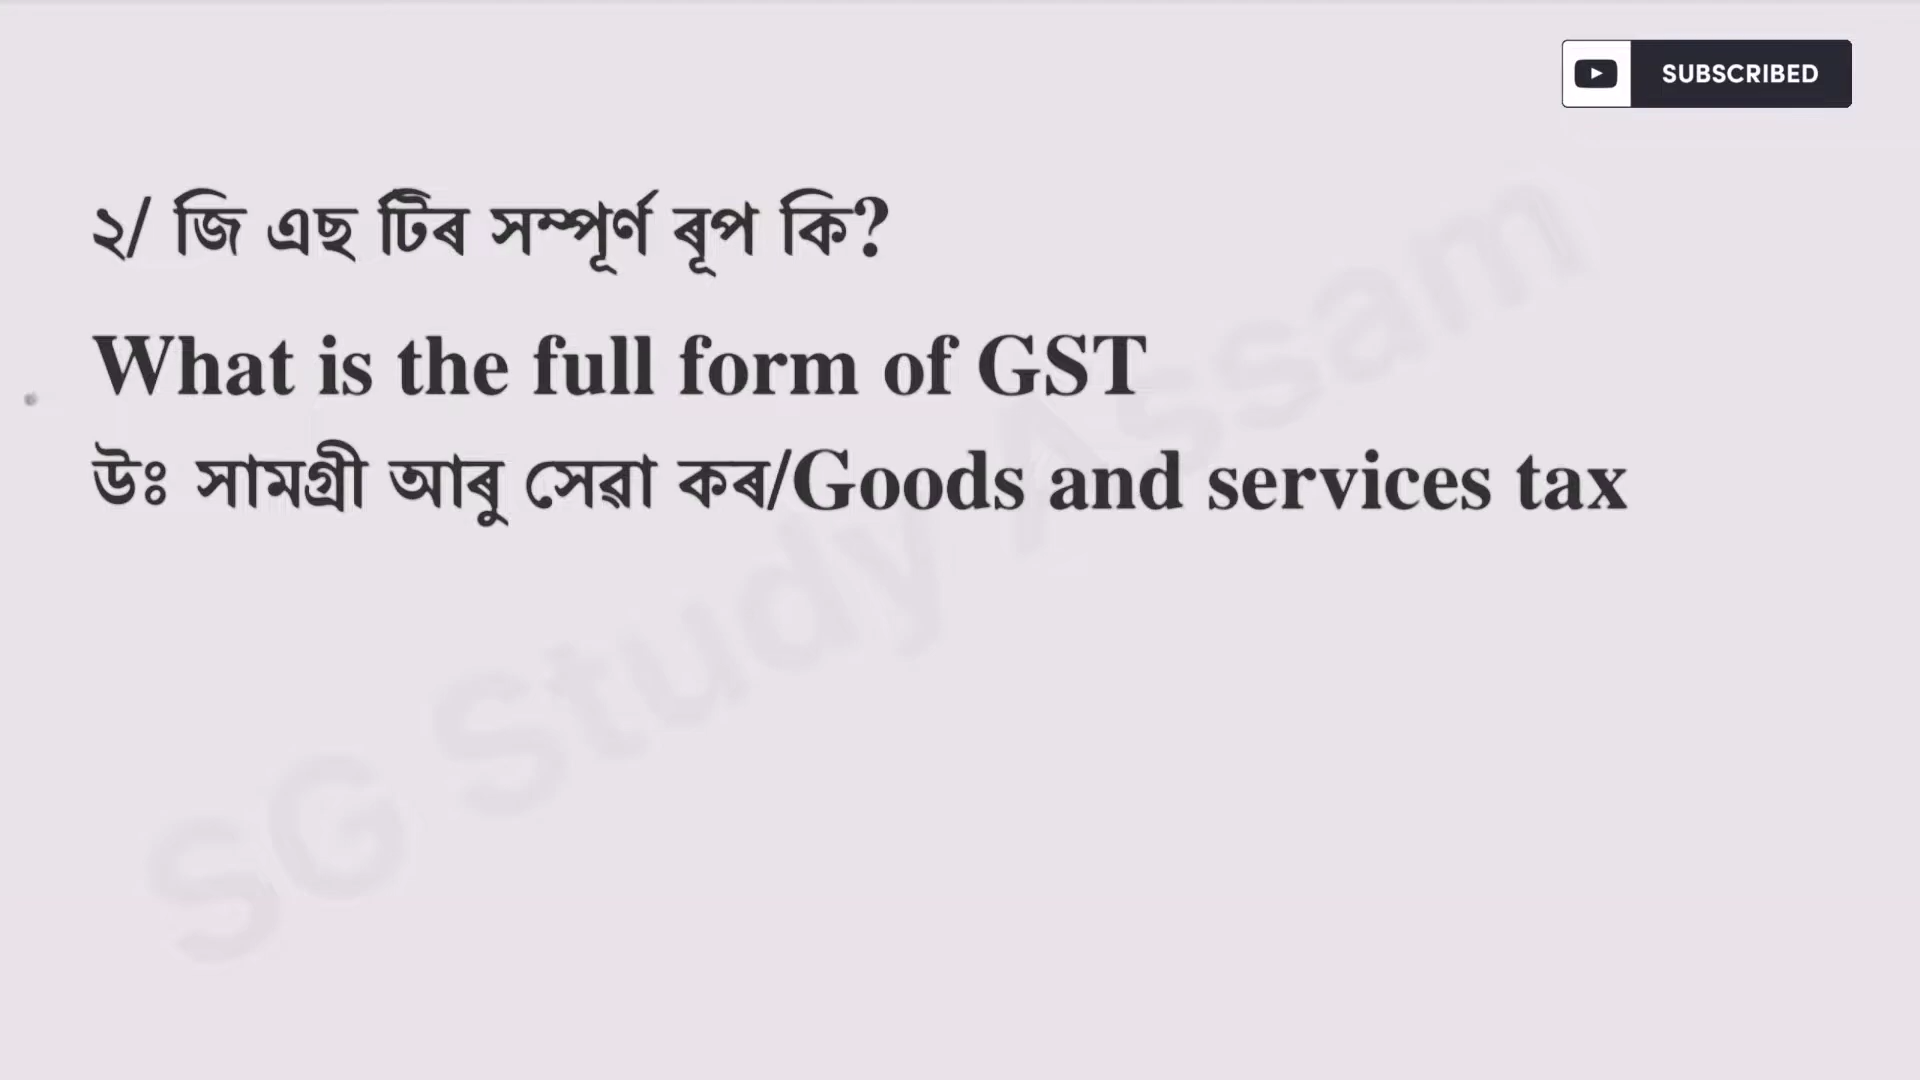 SUBSCRIBED
২/ জি এছ টিৰ সম্পূৰ্ণ ৰূপ কি?
What is the full form of GST
উঃ সামগ্ৰী আৰু সেৱা কৰ/Goods and services tax
SG Study Assam